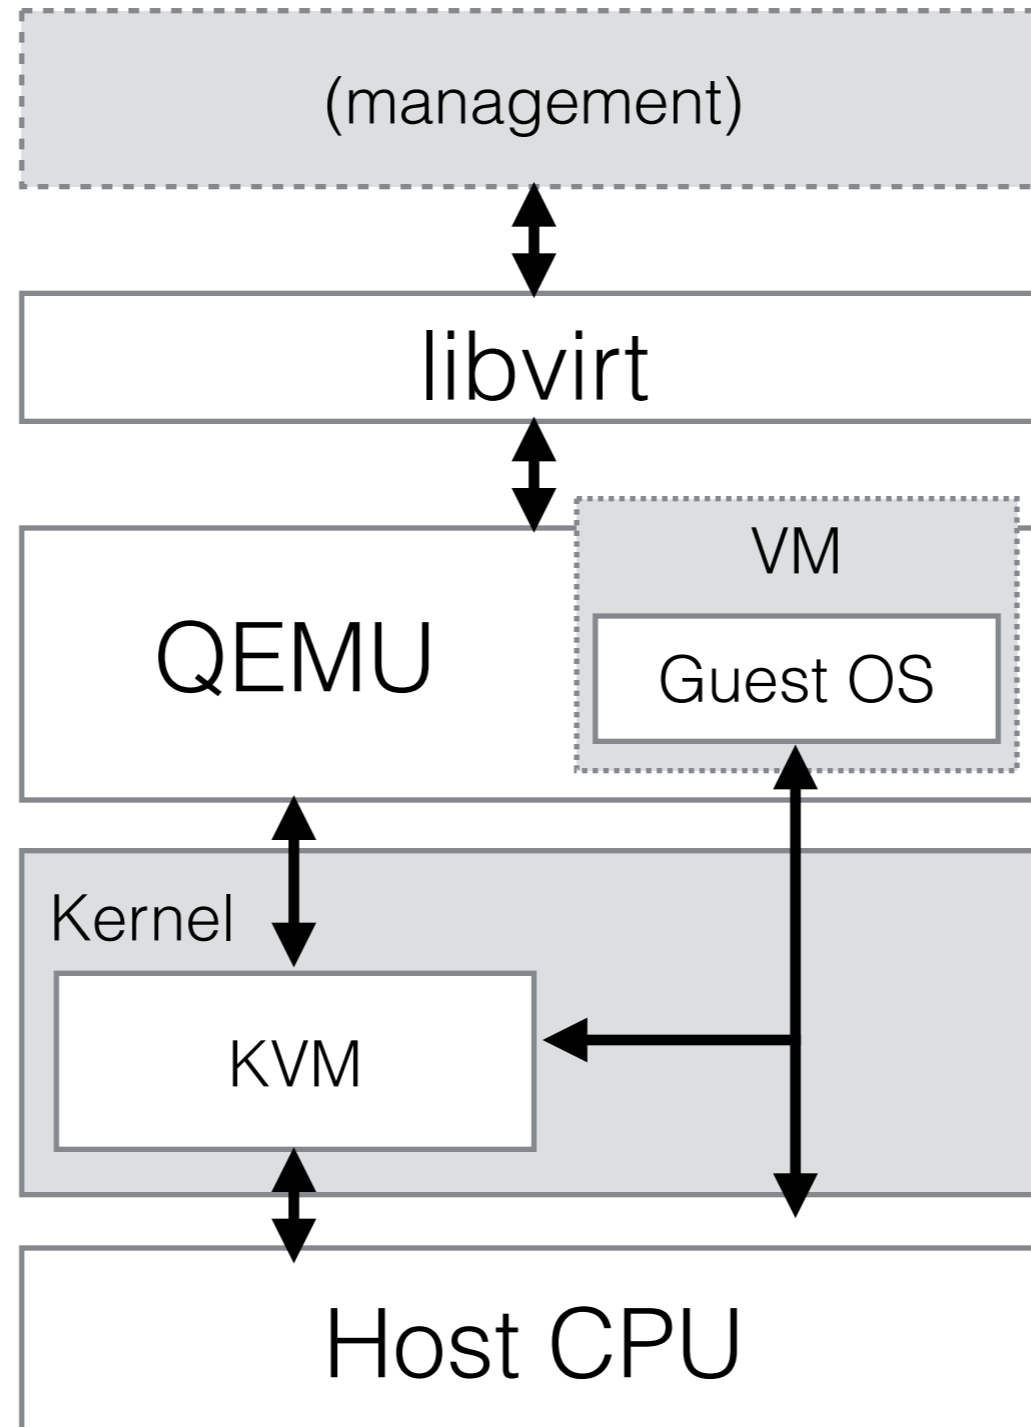 (management)
libvirt
VM
QEMU
Guest OS
Kernel
KVM
Host CPU